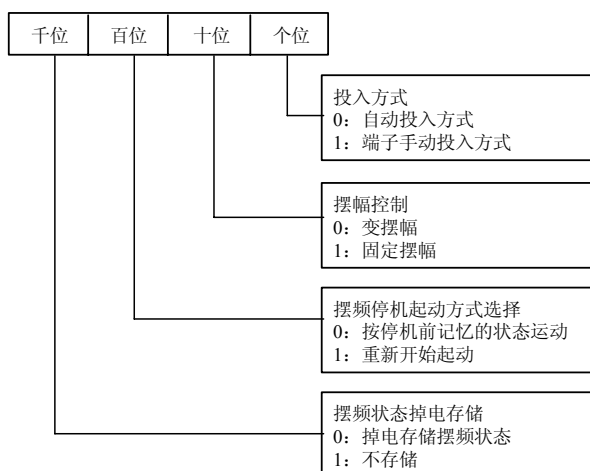 千位 百位 十位 个位
投入方式
0：自动投入方式
1：端子手动投入方式
摆幅控制
0：变摆幅
1：固定摆幅
摆频停机起动方式选择
0：按停机前记忆的状态运动
1：重新开始起动
摆频状态掉电存储
0：掉电存储摆频状态
1：不存储